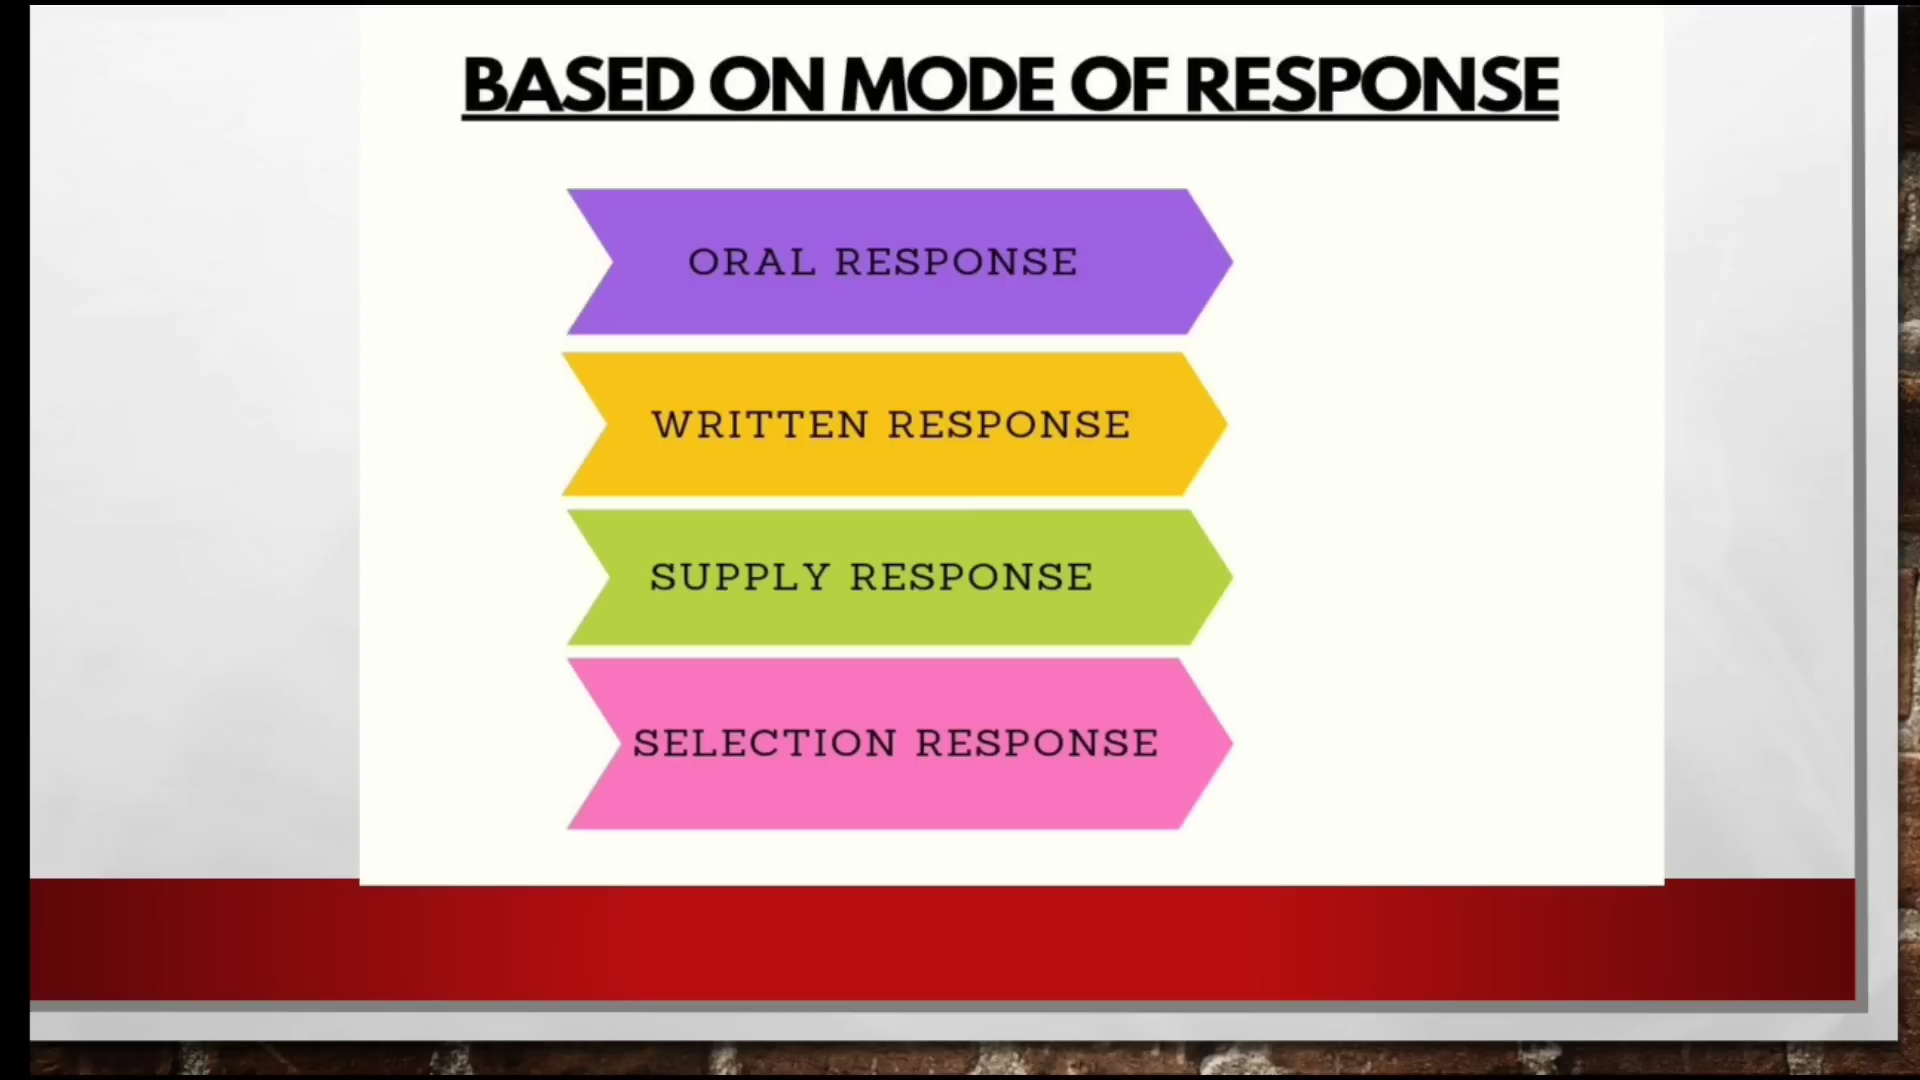 BASED ON MODE OF RESPONSE
ORAL RESPONSE
WRITTEN RESPONSE
SUPPLY RESPONSE
SELECTION RESPONSE